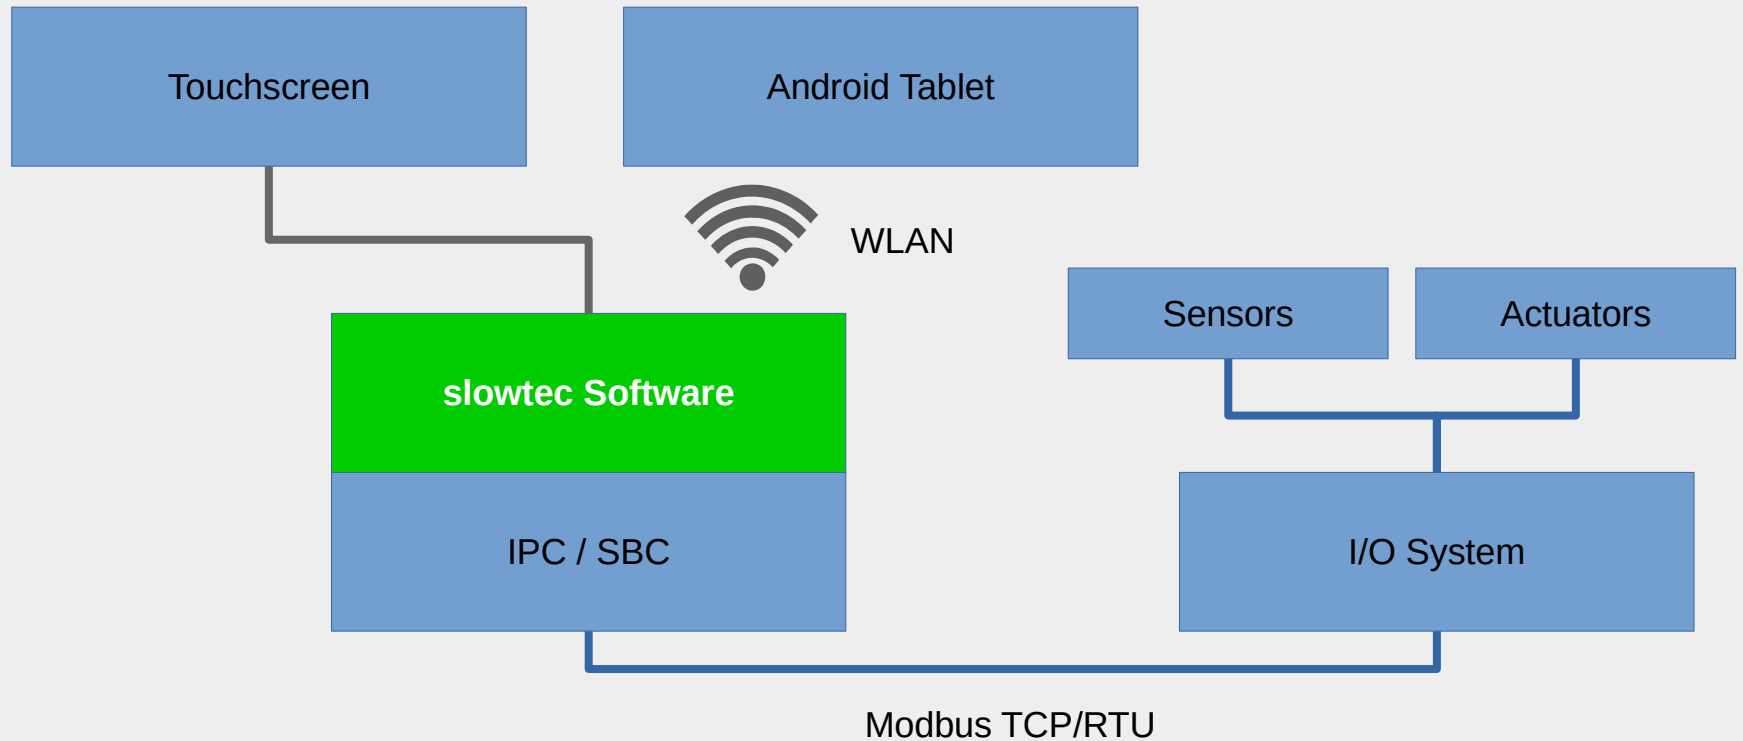 Touchscreen
Android Tablet
WLAN
Sensors
Actuators
slowtec Software
IPC / SBC
I/O System
Modbus TCP/RTU